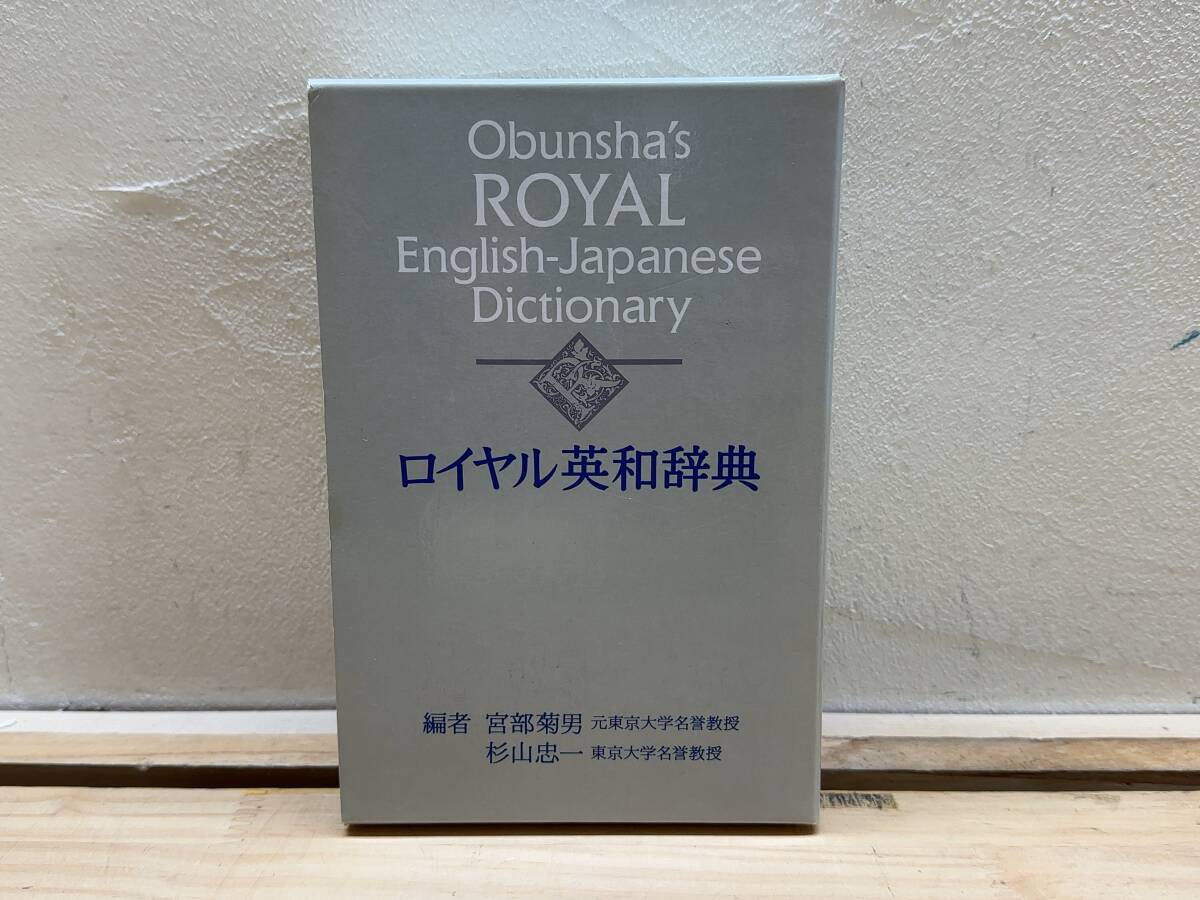 Obunsha's
ROYAL
English-Japanese
Dictionary
ロイヤル英和辞典
編者 宮部菊男 元東京大学名誉教授
杉山忠一 東京大学名誉教授